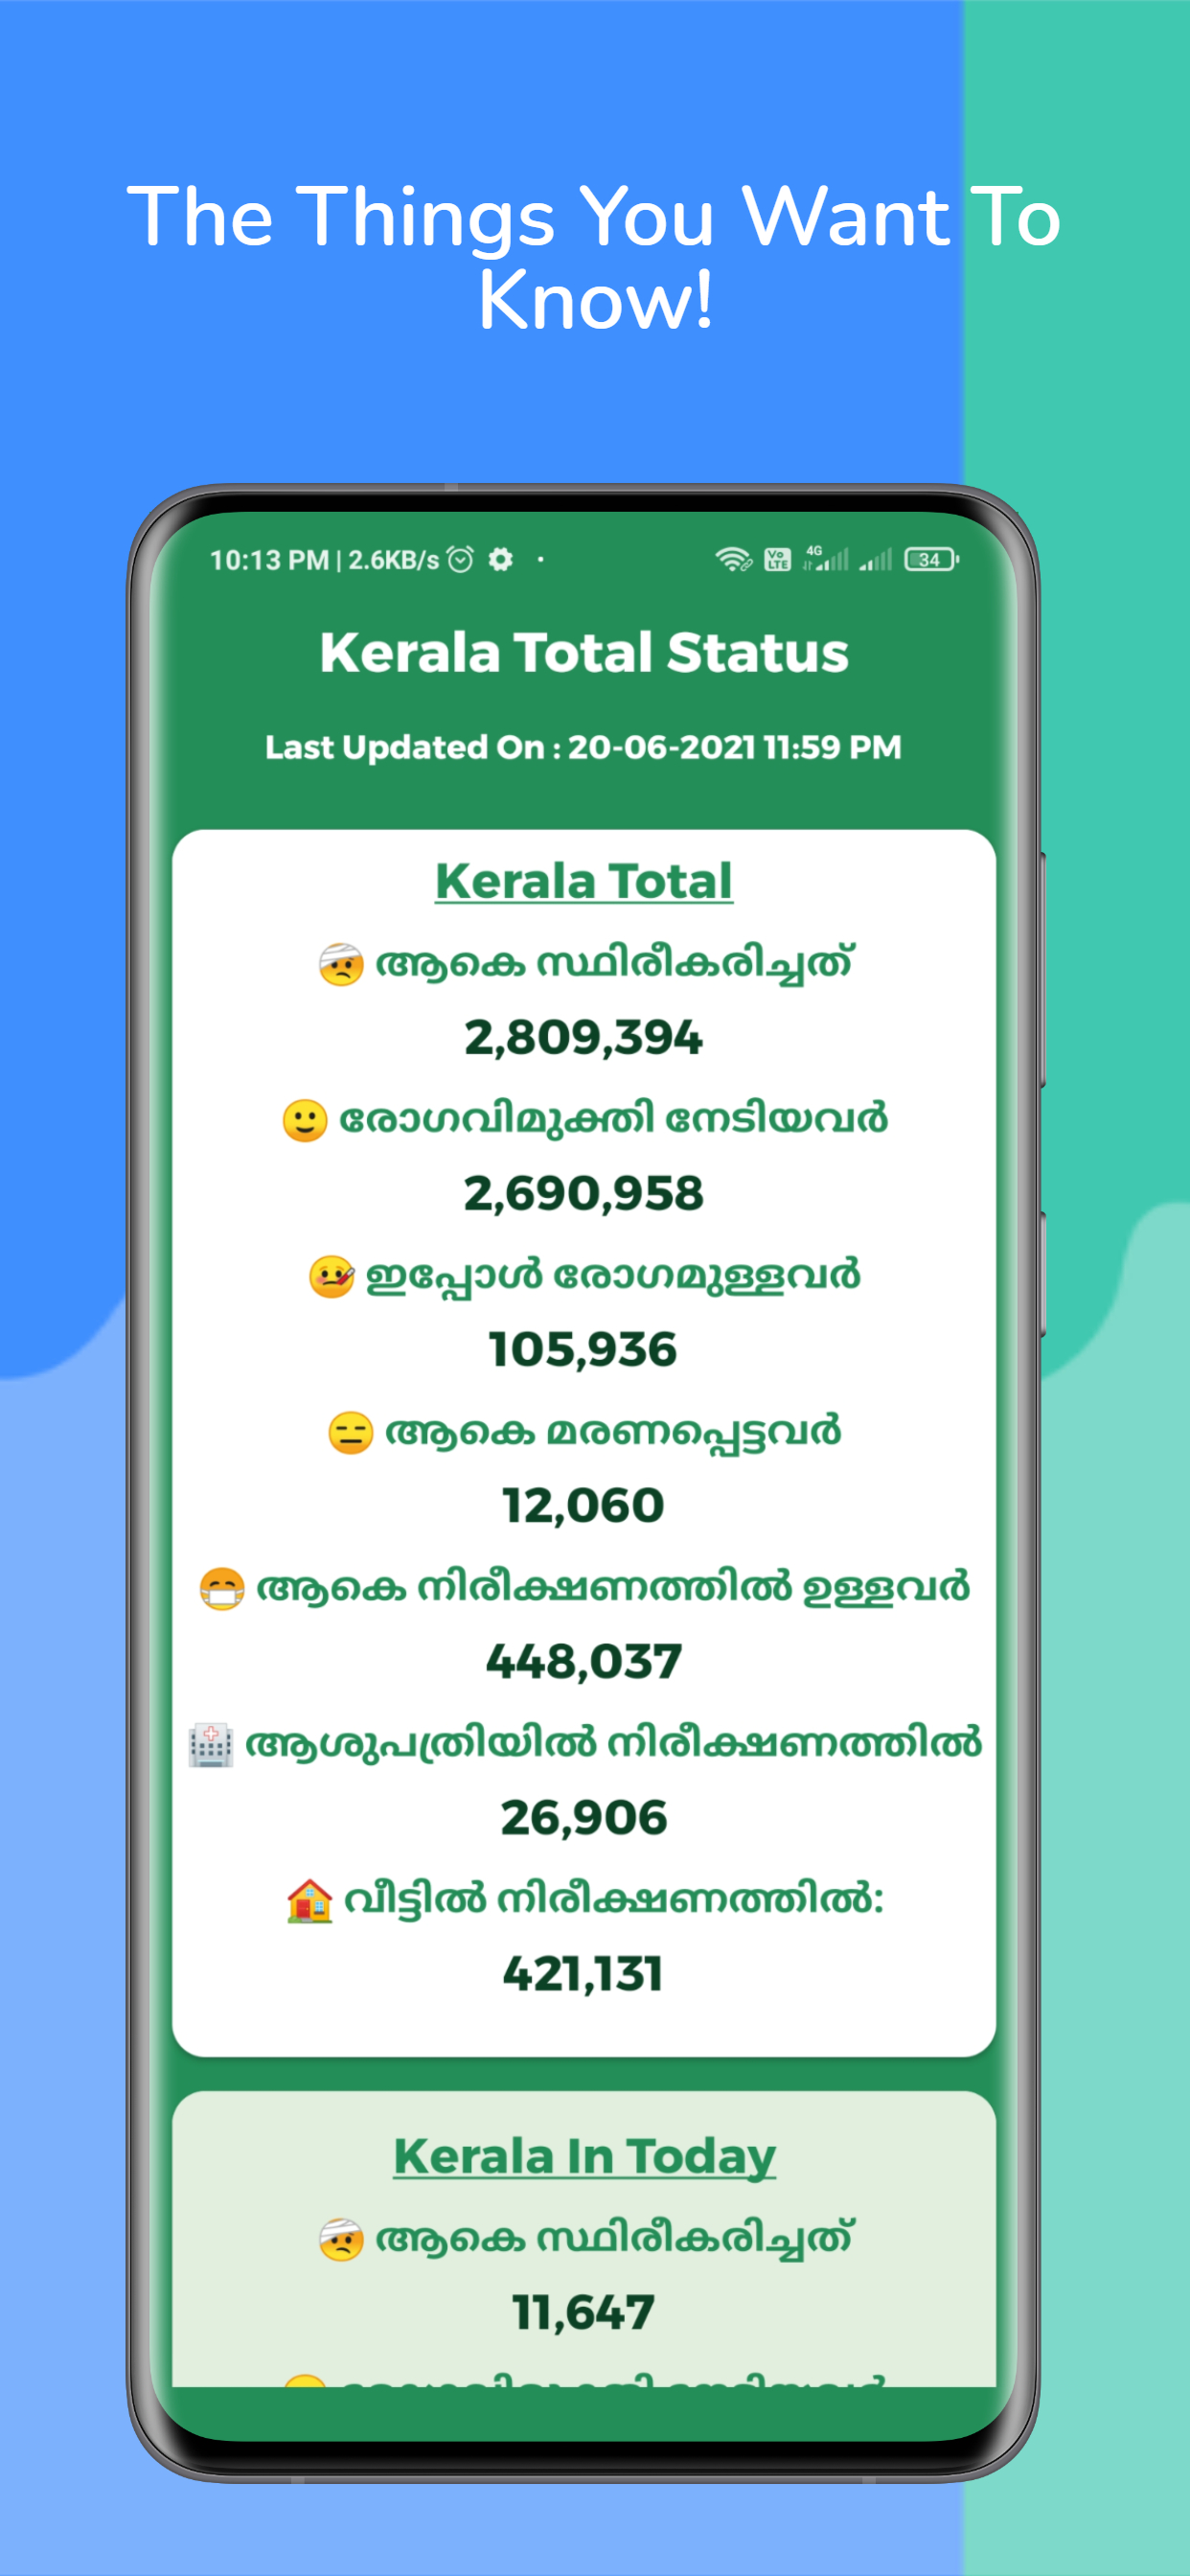 The Things You Want To
Know!
10:13 PM | 2.6KB/s
Vo LTE 4G 34
Kerala Total Status
Last Updated On : 20-06-2021 11:59 PM
Kerala Total
ആകെ സ്ഥിരീകരിച്ചത്
2,809,394
രോഗവിമുക്തി നേടിയവർ
2,690,958
ഇപ്പോൾ രോഗമുള്ളവർ
105,936
ആകെ മരണപ്പെട്ടവർ
12,060
ആകെ നിരീക്ഷണത്തിൽ ഉള്ളവർ
448,037
ആശുപത്രിയിൽ നിരീക്ഷണത്തിൽ
26,906
വീട്ടിൽ നിരീക്ഷണത്തിൽ:
421,131
Kerala In Today
ആകെ സ്ഥിരീകരിച്ചത്
11,647